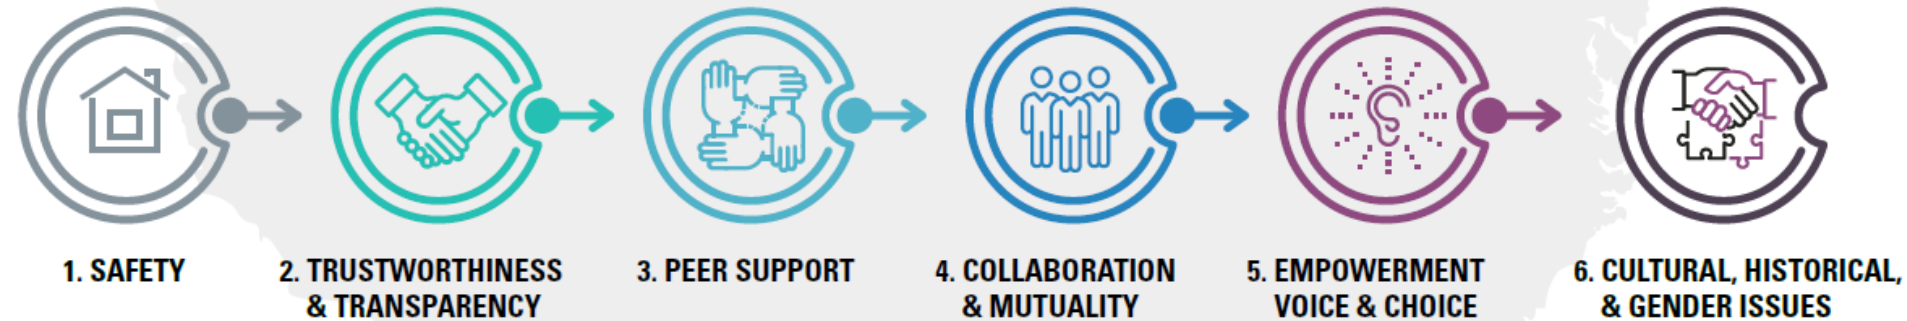 1. SAFETY
2. TRUSTWORTHINESS
& TRANSPARENCY
3. PEER SUPPORT
4. COLLABORATION
& MUTUALITY
5. EMPOWERMENT
VOICE & CHOICE
6. CULTURAL, HISTORICAL,
& GENDER ISSUES